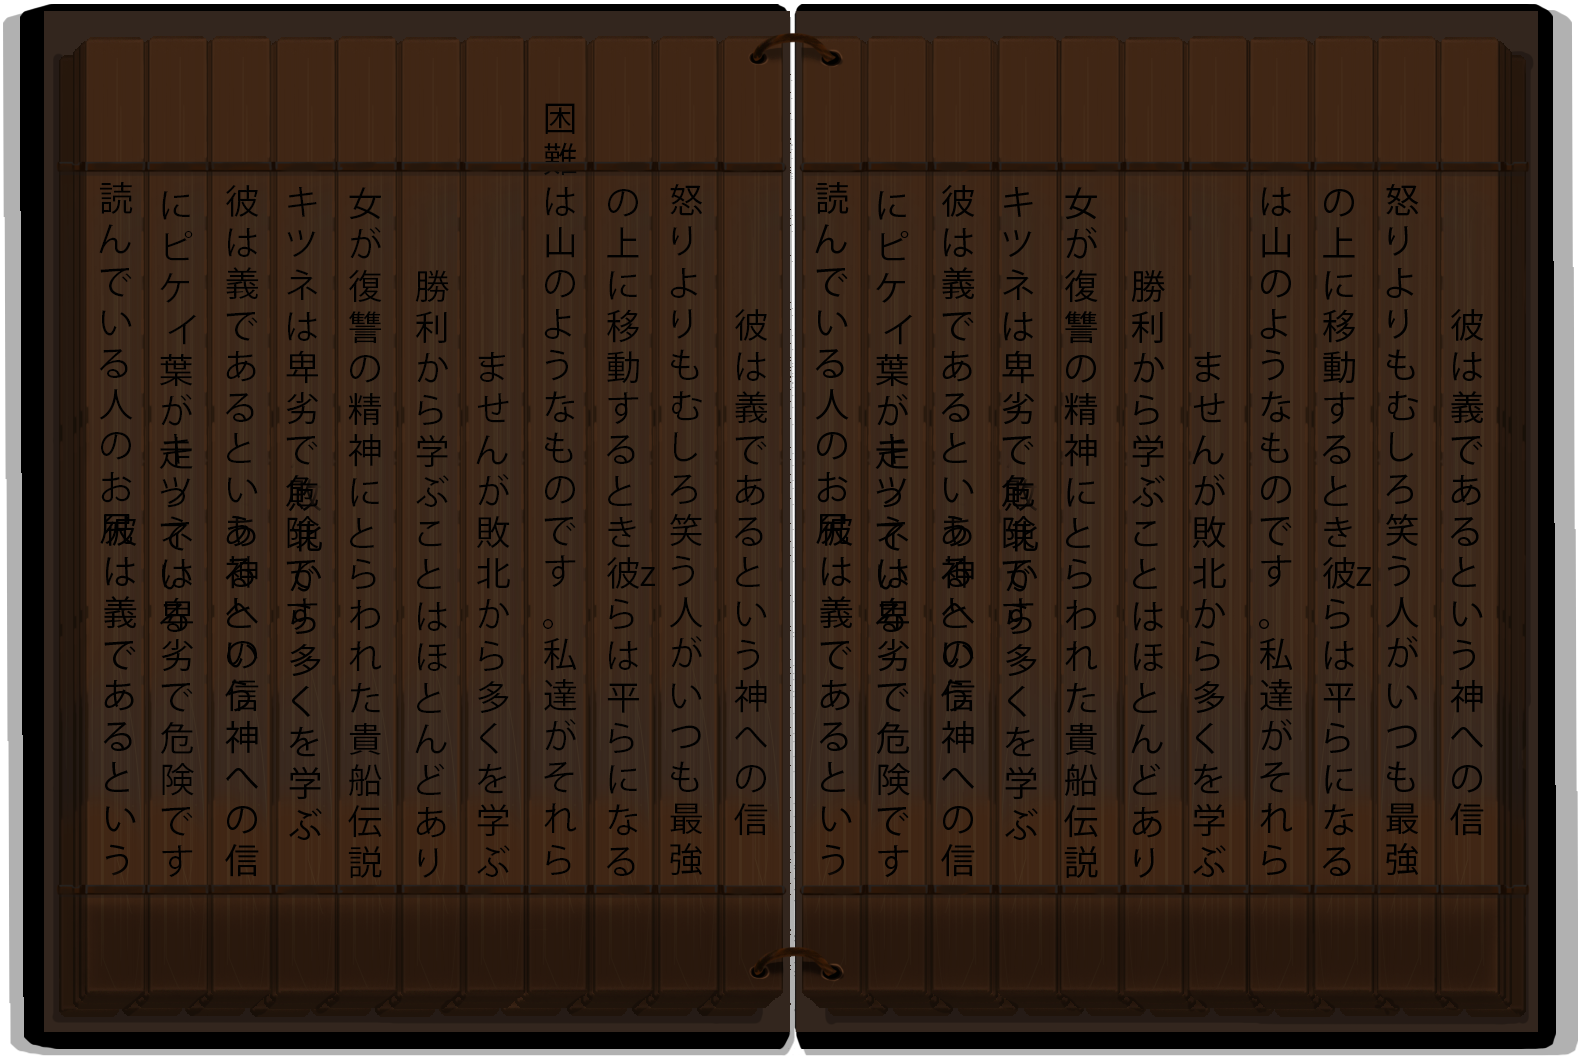 彼は義であるという神への信
怒りよりもむしろ笑う人がいつも最強
の上に移動するとき彼らは平らになる
z
は山のようなものです。私達がそれら
ませんが敗北から多くを学ぶ
勝利から学ぶことはほとんどあり
女が復讐の精神にとらわれた貴船伝説
キツネは卑劣で 多くを学ぶ
彼は義であるとい 神への信
にピケィ葉が 劣で危険です
読んでいる人のお は義であるという
彼は義であるという神への信
怒りよりもむしろ笑う人がいつも最強
の上に移動するとき彼らは平らになる
z
困難は山のようなものです。私達がそれら
ませんが敗北から多くを学ぶ
勝利から学ぶことはほとんどあり
女が復讐の精神にとらわれた貴船伝説
キツネは卑劣で 多くを学ぶ
彼は義であるとい 神への信
にピケィ葉が 劣で危険です
読んでいる人のお は義であるという